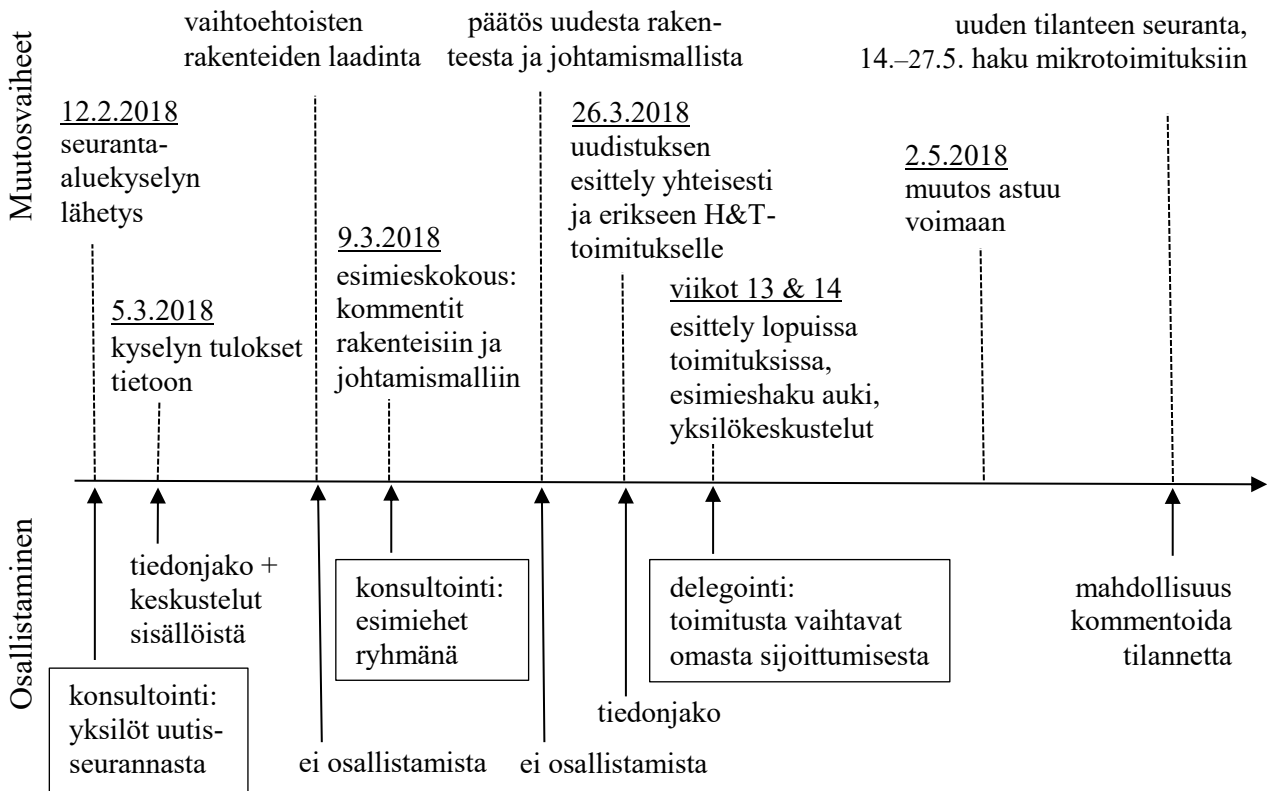 Muutosvaiheet
12.2.2018
seuranta-
aluekyselyn
lähetys
5.3.2018
kyselyn tulokset
tietoon
vaihtoehtoisten
rakenteiden laadinta
9.3.2018
esimieskokous:
kommentit
rakenteisiin ja
johtamismalliin
päätös uudesta raken-
teesta ja johtamismallista
26.3.2018
uudistuksen
esittely yhteisesti
ja erikseen H&T-
toimitukselle
viikot 13 & 14
esittely lopuissa
toimituksissa,
esimieshaku auki,
yksilökeskustelut
2.5.2018
muutos astuu
voimaan
uuden tilanteen seuranta,
14.–27.5. haku mikrotoimituksiin
Osallistaminen
konsultointi:
yksilöt uutis-
seurannasta
tiedonjako +
keskustelut
sisällöistä
ei osallistamista
konsultointi:
esimiehet
ryhmänä
ei osallistamista
tiedonjako
delegointi:
toimitusta vaihtavat
omasta sijoittumisesta
mahdollisuus
kommentoida
tilannetta